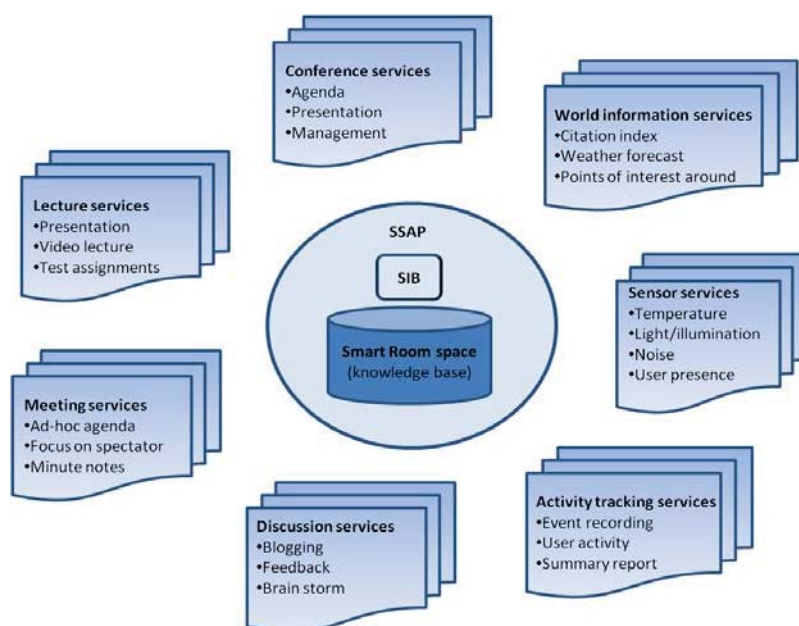 Conference services
•Agenda
•Presentation
•Management
World information services
•Citation index
•Weather forecast
•Points of interest around
Lecture services
•Presentation
•Video lecture
•Test assignments
SSAP
SIB
Smart Room space
(knowledge base)
Sensor services
•Temperature
•Light/illumination
•Noise
•User presence
Meeting services
•Ad-hoc agenda
•Focus on spectator
•Minute notes
Discussion services
•Blogging
•Feedback
•Brain storm
Activity tracking services
•Event recording
•User activity
•Summary report